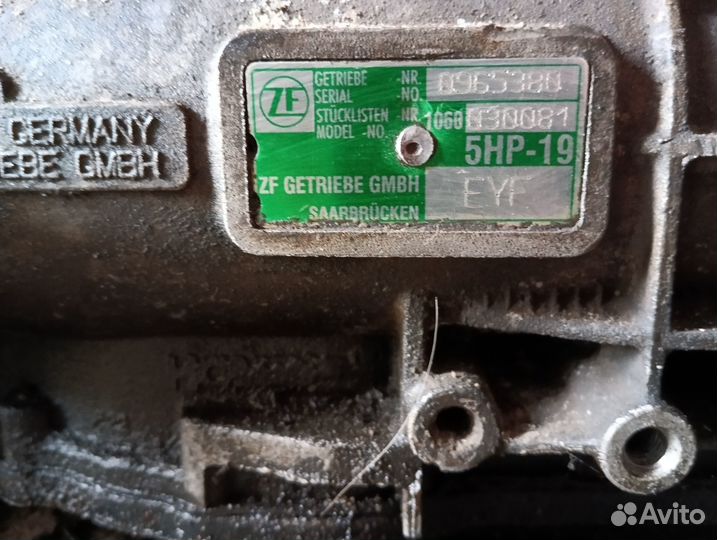 GERMANY
EBE GMBH
ZF
GETRIEBE -NR. 0965380
SERIAL -NO.
STÜCKLISTEN -NR. 1060 030081
MODEL -NO.
5HP-19
ZF GETRIEBE GMBH EYF
SAARBRÜCKEN
Avito